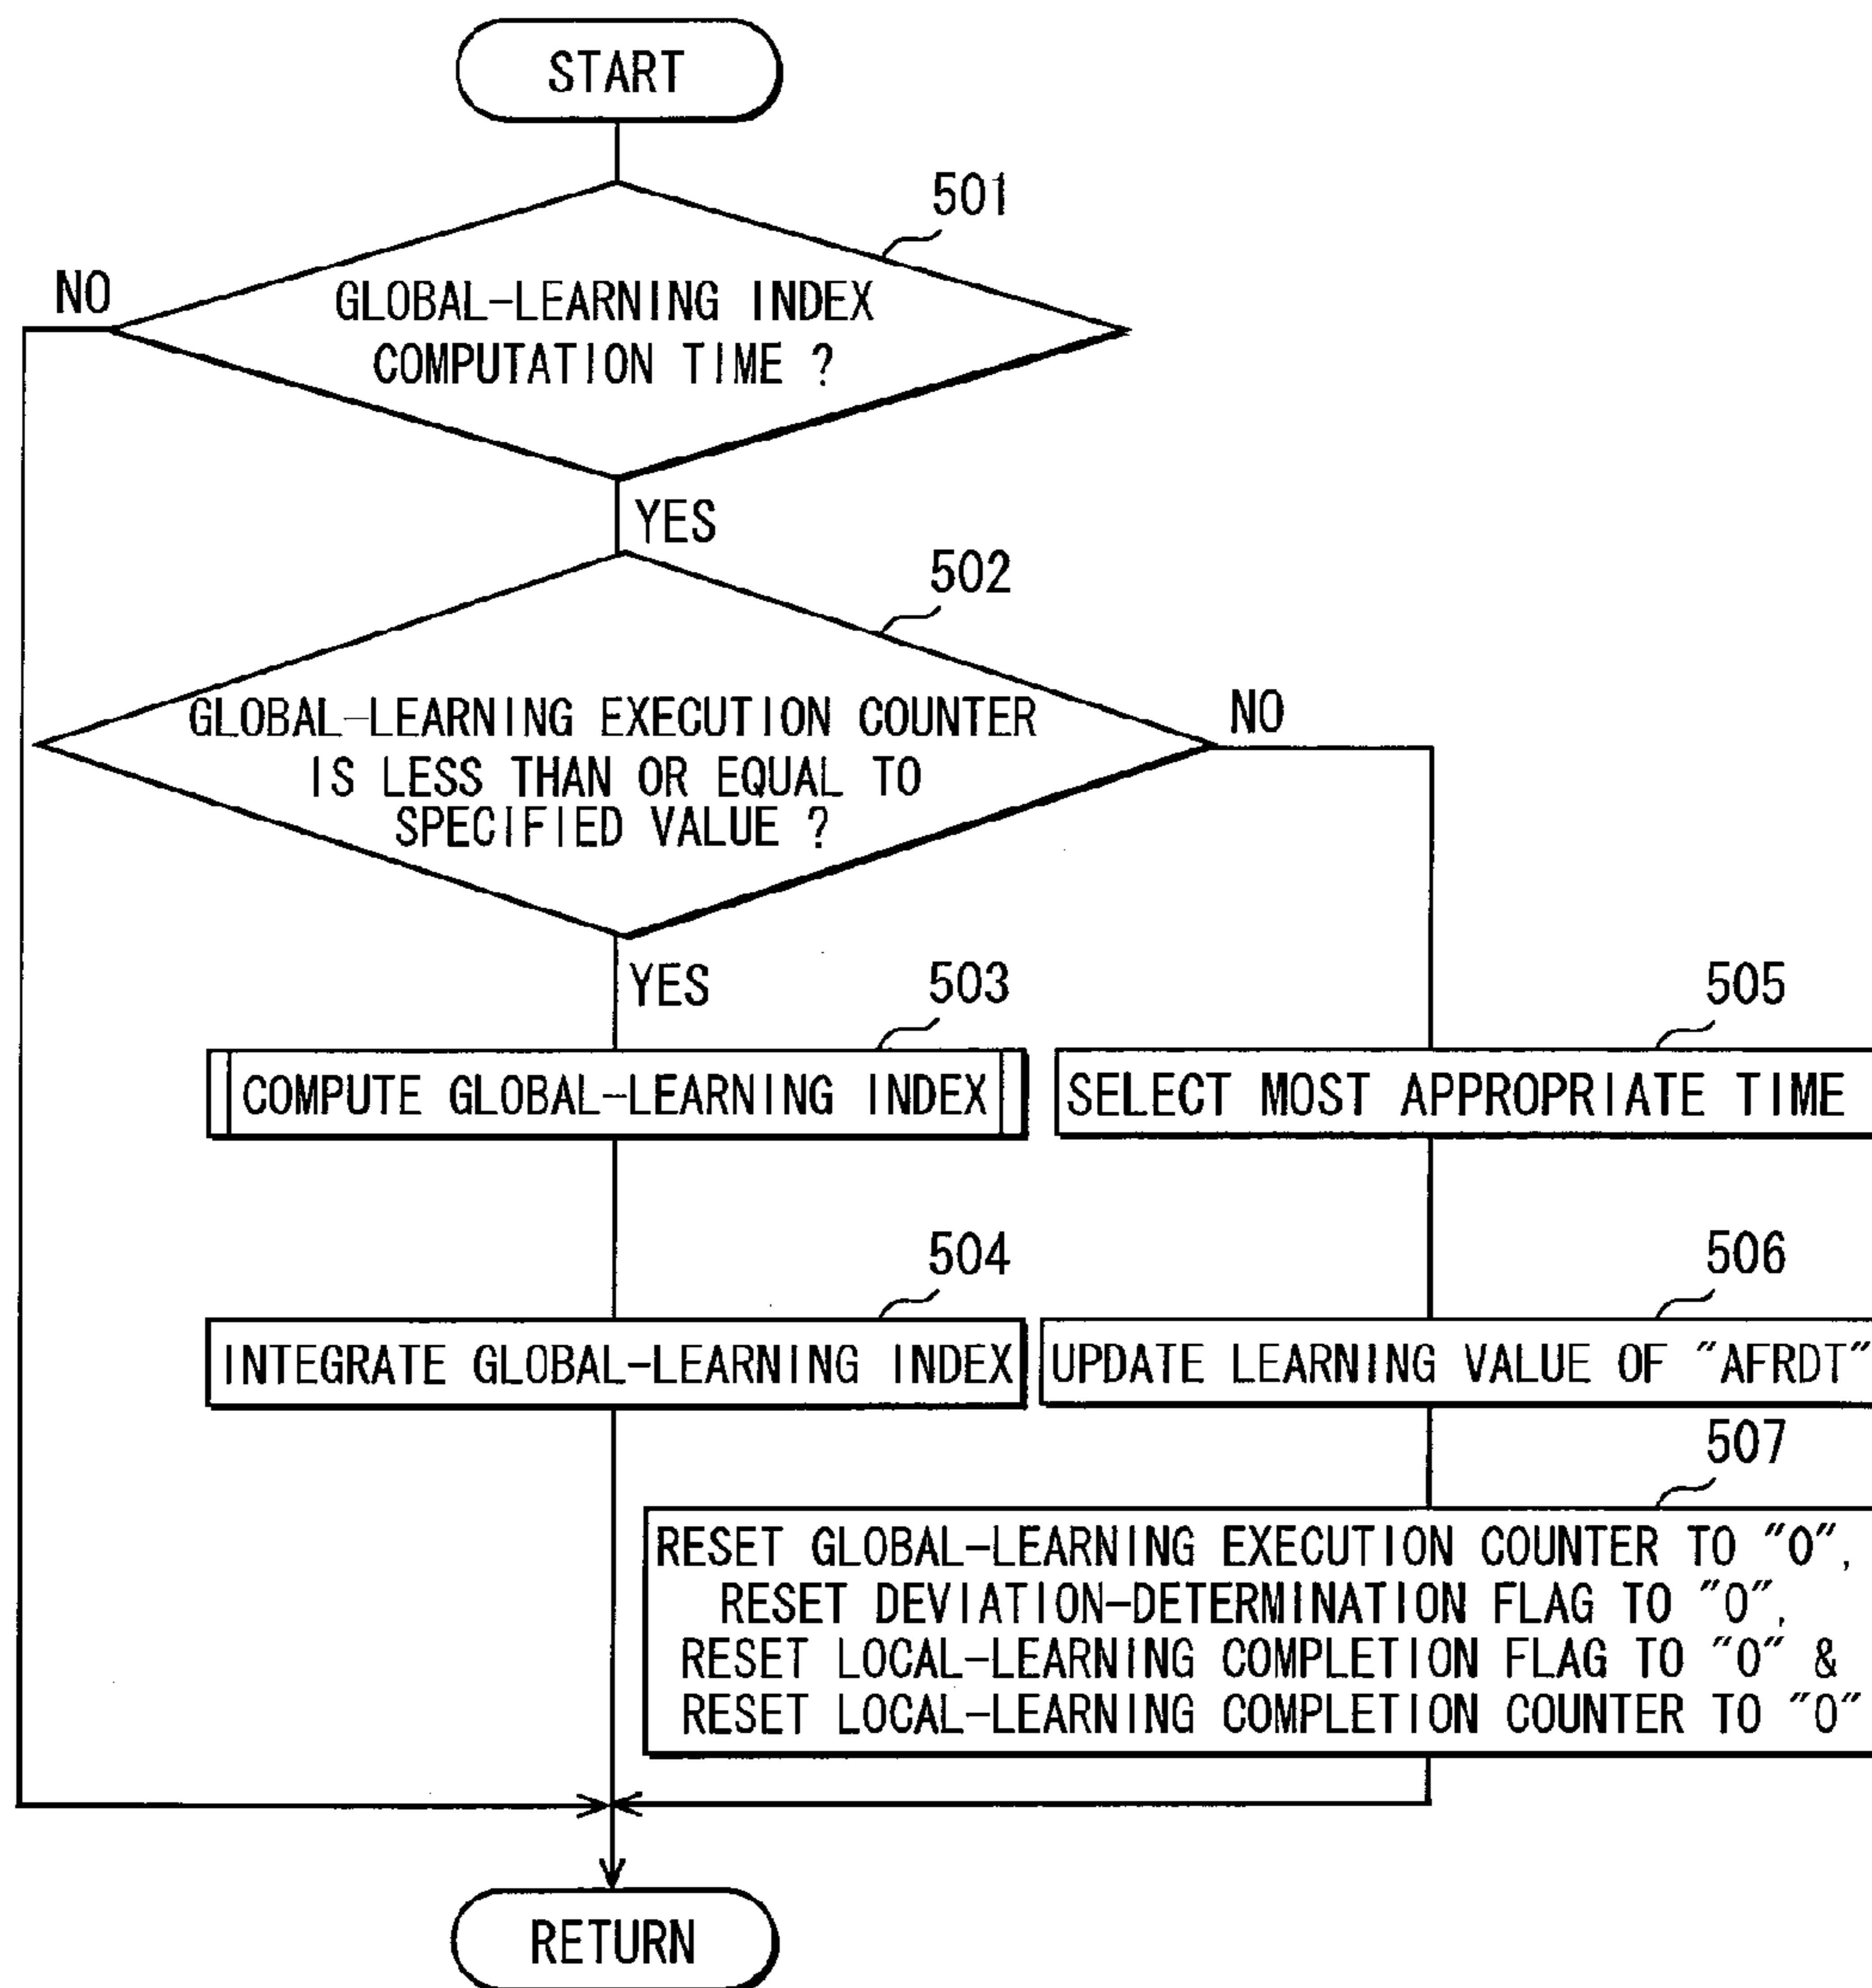 START
501
NO
GLOBAL-LEARNING INDEX
COMPUTATION TIME ?
YES
502
NO
GLOBAL-LEARNING EXECUTION COUNTER
IS LESS THAN OR EQUAL TO
SPECIFIED VALUE ?
YES
503
505
COMPUTE GLOBAL-LEARNING INDEX
SELECT MOST APPROPRIATE TIME
504
506
INTEGRATE GLOBAL-LEARNING INDEX
UPDATE LEARNING VALUE OF "AFRDT"
507
RESET GLOBAL-LEARNING EXECUTION COUNTER TO "0",
RESET DEVIATION-DETERMINATION FLAG TO "0",
RESET LOCAL-LEARNING COMPLETION FLAG TO "0" &
RESET LOCAL-LEARNING COMPLETION COUNTER TO "0"
RETURN